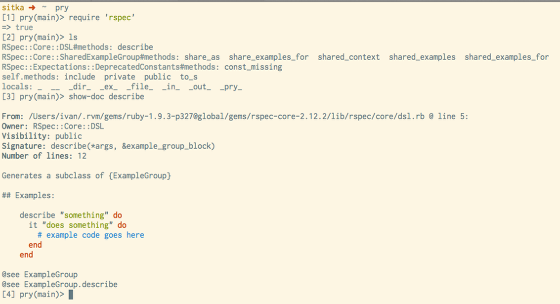 sitka ➜ ~ pry
[1] pry(main)> require 'rspec'
=> true
[2] pry(main)> ls
RSpec::Core::DSL#methods: describe
RSpec::Core::SharedExampleGroup#methods: share_as share_examples_for shared_context shared_examples shared_examples_for
RSpec::Expectations::DeprecatedConstants#methods: const_missing
self.methods: include private public to_s
locals: _ __ _dir_ _ex_ _file_ _in_ _out_ _pry_
[3] pry(main)> show-doc describe
From: /Users/ivan/.rvm/gems/ruby-1.9.3-p327@global/gems/rspec-core-2.12.2/lib/rspec/core/dsl.rb @ line 5:
Owner: RSpec::Core::DSL
Visibility: public
Signature: describe(*args, &example_group_block)
Number of lines: 12
Generates a subclass of {ExampleGroup}
## Examples:
describe "something" do
it "does something" do
# example code goes here
end
end
@see ExampleGroup
@see ExampleGroup.describe
[4] pry(main)>